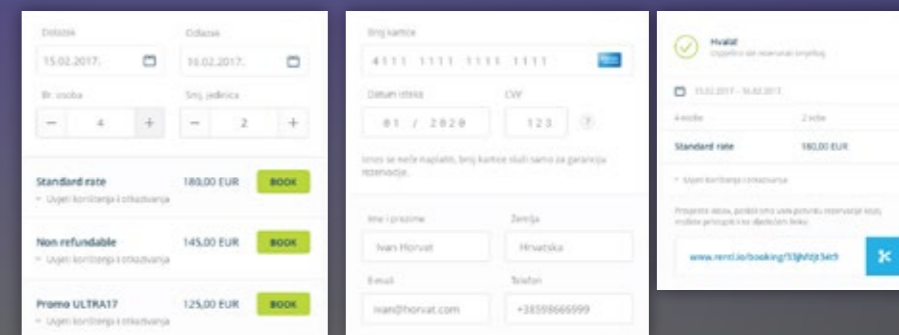 Dolazak Odlazak
15.02.2017. 16.02.2017.
Br. osoba Smj. jedinica
− 4 + − 2 +
Standard rate 180,00 EUR BOOK
Uvjeti korištenja i otkazivanja
Non refundable 145,00 EUR BOOK
Uvjeti korištenja i otkazivanja
Promo ULTRA17 125,00 EUR BOOK
Uvjeti korištenja i otkazivanja
Broj kartice
4111 1111 1111 1111
Datum isteka CVV
01 / 2020 123 ?
Iznos se neće naplatiti, broj kartice služi samo za garanciju
rezervacije.
Ime i prezime Zemlja
Ivan Horvat Hrvatska
E-mail Telefon
ivan@horvat.com +38598666999
Hvala!
Uspješno ste rezervirali smještaj.
15.02.2017 - 16.02.2017.
4 osobe 2 sobe
Standard rate 180,00 EUR
Uvjeti korištenja i otkazivanja
www.rentl.io/booking/